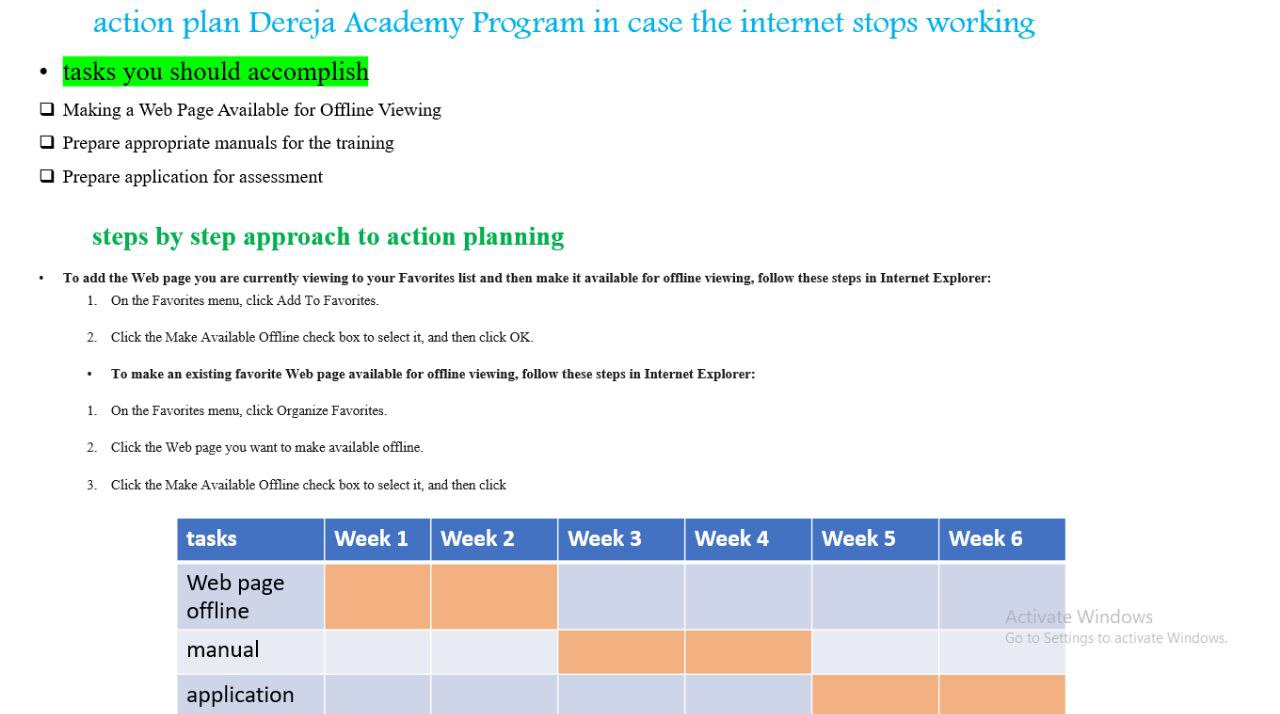 action plan Dereja Academy Program in case the internet stops working
• tasks you should accomplish
❑ Making a Web Page Available for Offline Viewing
❑ Prepare appropriate manuals for the training
❑ Prepare application for assessment
steps by step approach to action planning
• To add the Web page you are currently viewing to your Favorites list and then make it available for offline viewing, follow these steps in Internet Explorer:
1. On the Favorites menu, click Add To Favorites.
2. Click the Make Available Offline check box to select it, and then click OK.
• To make an existing favorite Web page available for offline viewing, follow these steps in Internet Explorer:
1. On the Favorites menu, click Organize Favorites.
2. Click the Web page you want to make available offline.
3. Click the Make Available Offline check box to select it, and then click
tasks Week 1 Week 2 Week 3 Week 4 Week 5 Week 6
Web page
offline
manual
application
Activate Windows
Go to Settings to activate Windows.